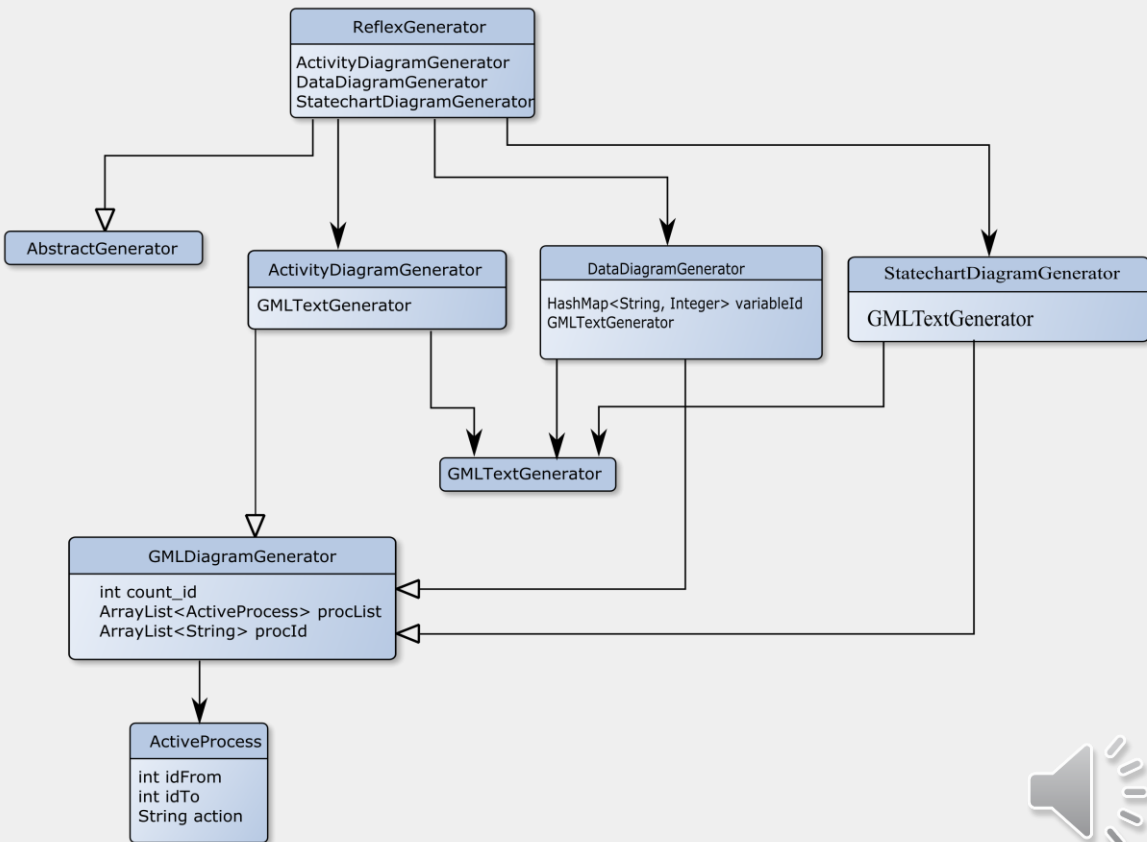 ReflexGenerator
ActivityDiagramGenerator
DataDiagramGenerator
StatechartDiagramGenerator
AbstractGenerator
ActivityDiagramGenerator
GMLTextGenerator
DataDiagramGenerator
HashMap<String, Integer> variableId
GMLTextGenerator
StatechartDiagramGenerator
GMLTextGenerator
GMLTextGenerator
GMLDiagramGenerator
int count_id
ArrayList<ActiveProcess> procList
ArrayList<String> procId
ActiveProcess
int idFrom
int idTo
String action